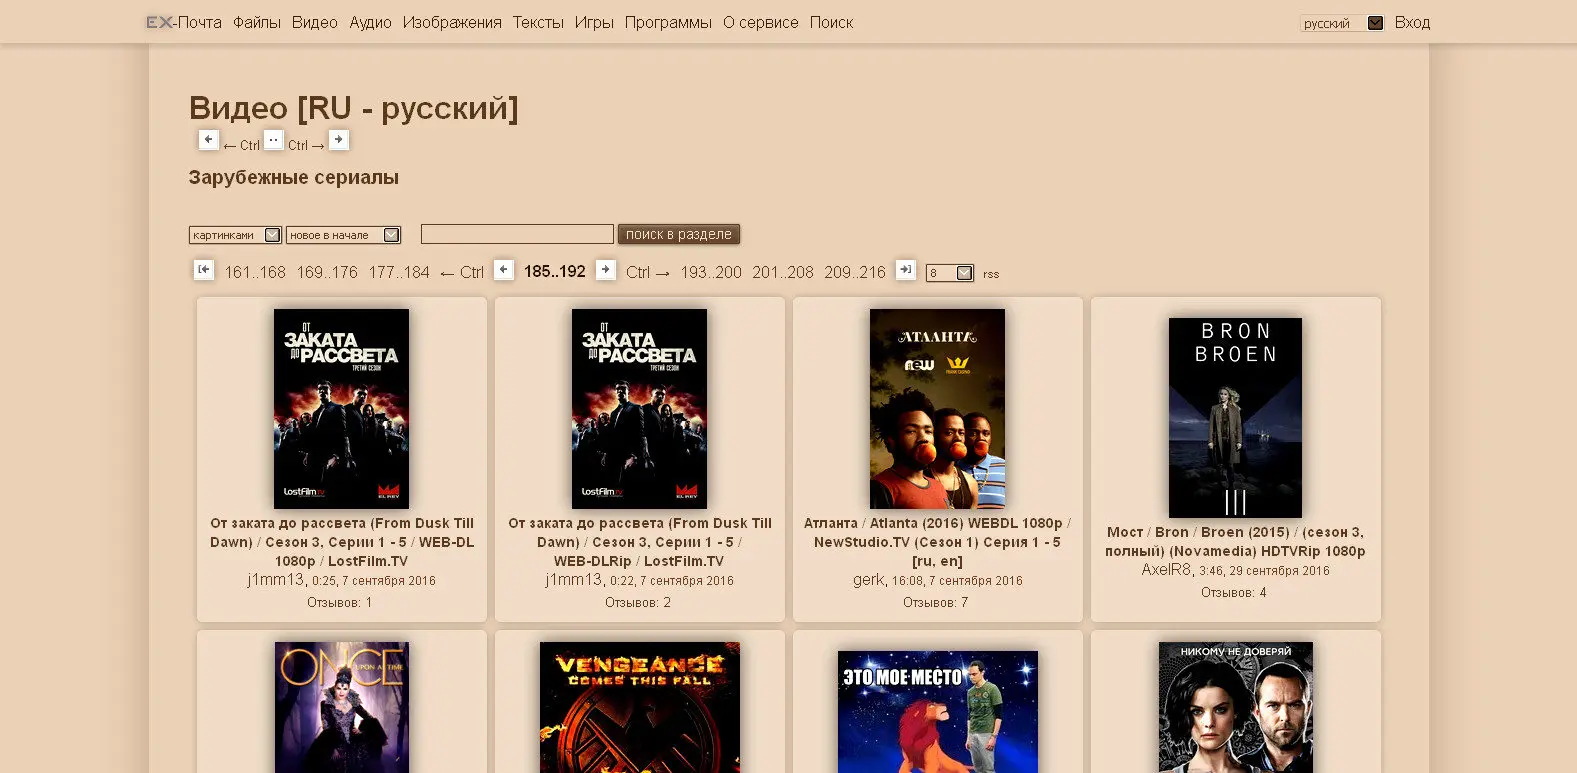 EX-Почта Файлы Видео Аудио Изображения Тексты Игры Программы О сервисе Поиск
русский Вход
Видео [RU - русский]
← Ctrl .. Ctrl →
Зарубежные сериалы
картинками новое в начале поиск в разделе
161..168 169..176 177..184 ← Ctrl 185..192 Ctrl → 193..200 201..208 209..216 8 rss
ОТ
ЗАКАТА
ДО РАССВЕТА
ТРЕТИЙ СЕЗОН
LostFilm.TV
EL REY
От заката до рассвета (From Dusk Till
Dawn) / Сезон 3, Серии 1 - 5 / WEB-DL
1080p / LostFilm.TV
j1mm13, 0:25, 7 сентября 2016
Отзывов: 1
ОТ
ЗАКАТА
ДО РАССВЕТА
ТРЕТИЙ СЕЗОН
LostFilm.TV
EL REY
От заката до рассвета (From Dusk Till
Dawn) / Сезон 3, Серии 1 - 5 /
WEB-DLRip / LostFilm.TV
j1mm13, 0:22, 7 сентября 2016
Отзывов: 2
АТЛАНТА
new
Атланта / Atlanta (2016) WEBDL 1080p /
NewStudio.TV (Сезон 1) Серия 1 - 5
[ru, en]
gerk, 16:08, 7 сентября 2016
Отзывов: 7
BRON
BROEN
III
Мост / Bron / Broen (2015) / (сезон 3,
полный) (Novamedia) HDTVRip 1080p
AxelR8, 3:46, 29 сентября 2016
Отзывов: 4
ONCE
UPON A TIME
VENGEANCE
COMES THIS FALL
ЭТО МОЕ МЕСТО
НИКОМУ НЕ ДОВЕРЯЙ